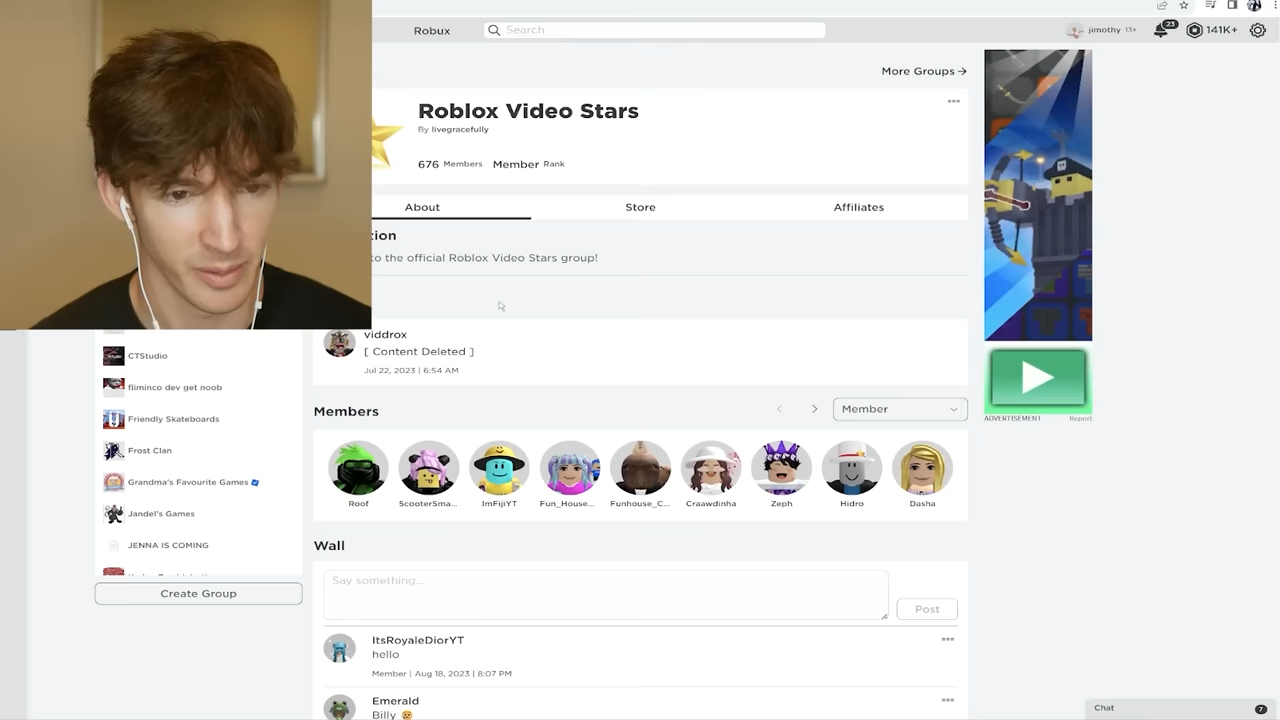 Robux
Search
jimothy 13+
23
141K+
More Groups →
Roblox Video Stars
By livegracefully
676 Members Member Rank
About
Store
Affiliates
tion
to the official Roblox Video Stars group!
viddrox
[ Content Deleted ]
Jul 22, 2023 | 6:54 AM
CTStudio
fliminco dev get noob
Friendly Skateboards
Frost Clan
Grandma's Favourite Games
Jandel's Games
JENNA IS COMING
Create Group
Members
Member
Roof
ScooterSma...
ImFijiYT
Fun_House...
Funhouse_C...
Craawdinha
Zeph
Hidro
Dasha
Wall
Say something...
Post
ItsRoyaleDiorYT
hello
Member | Aug 18, 2023 | 8:07 PM
Emerald
Billy
ADVERTISEMENT
Report
Chat
7